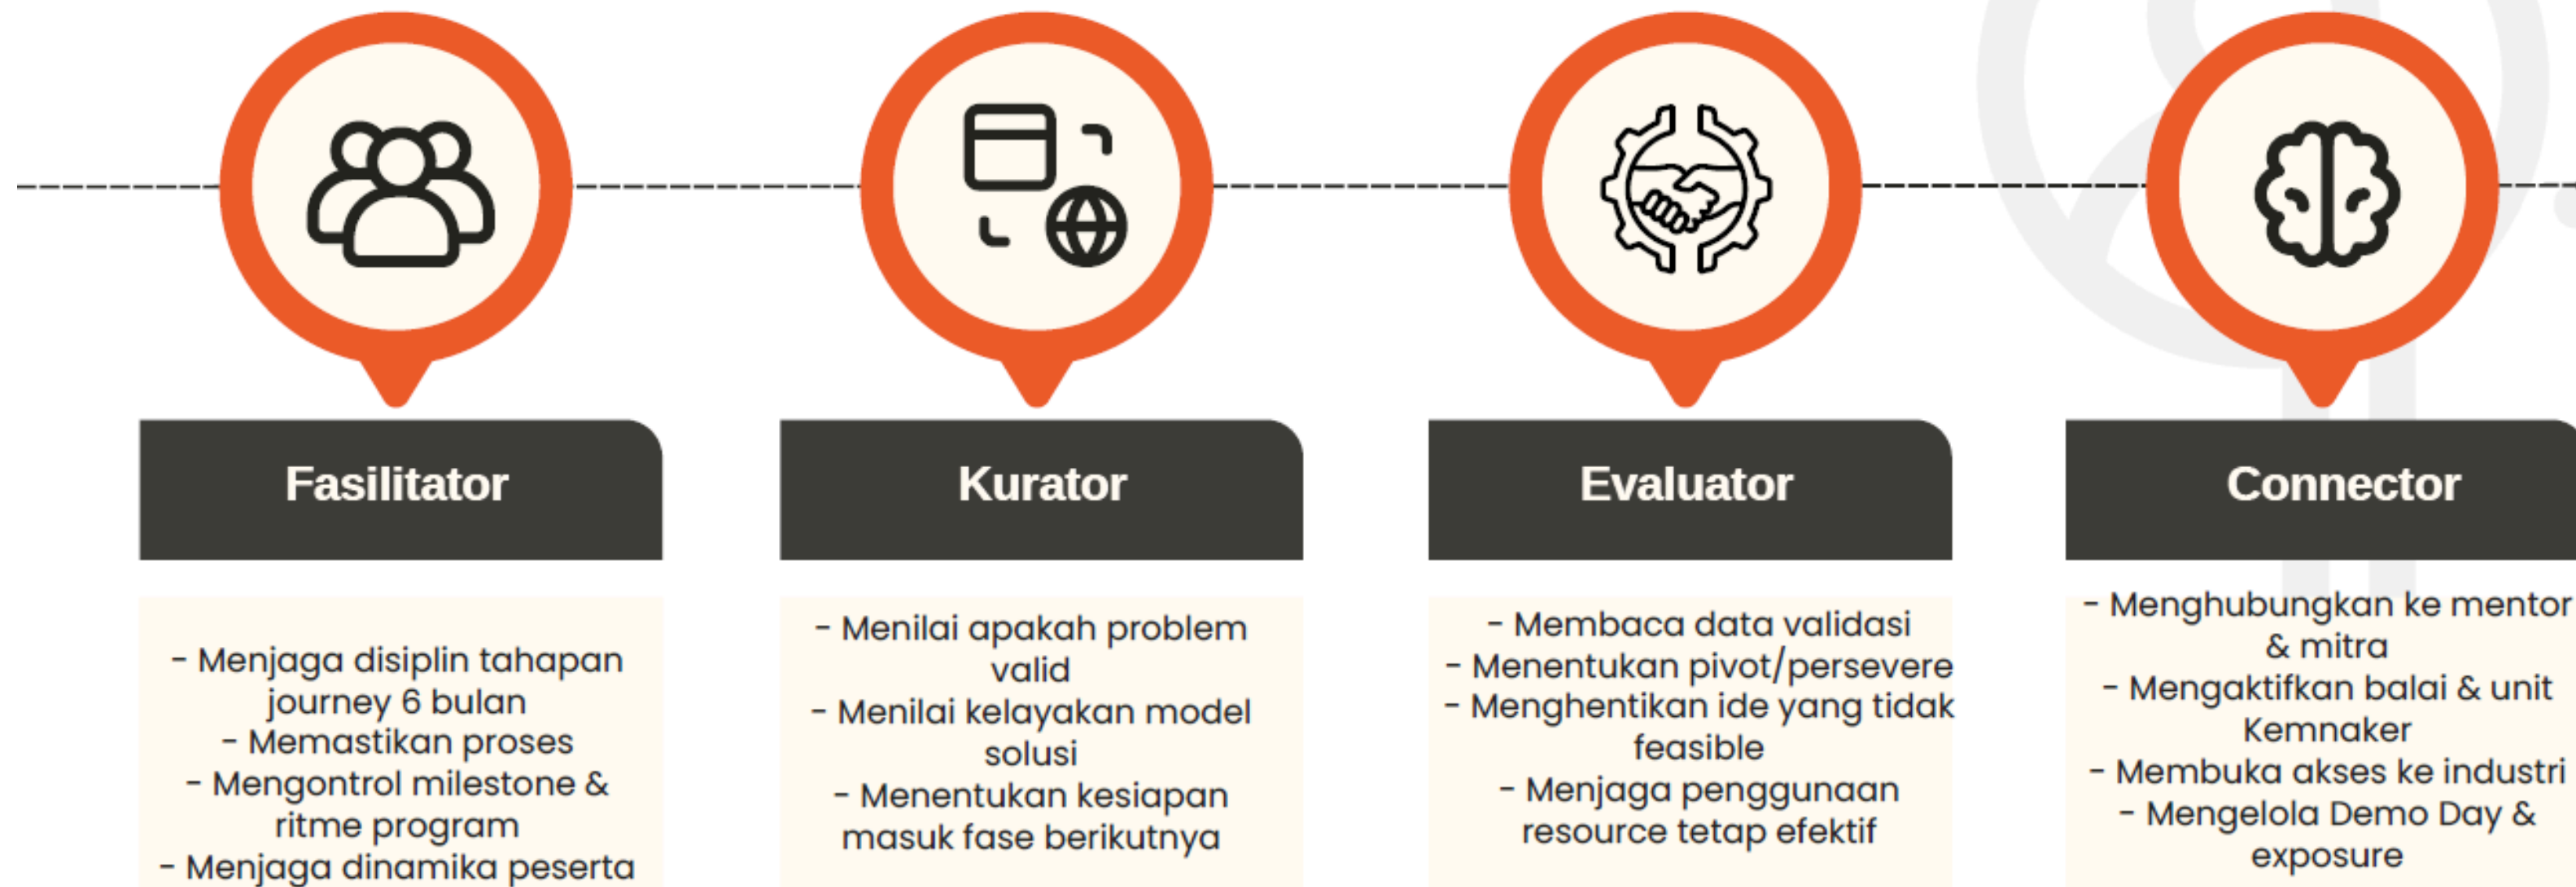 Fasilitator
- Menjaga disiplin tahapan
journey 6 bulan
- Memastikan proses
- Mengontrol milestone &
ritme program
- Menjaga dinamika peserta
Kurator
- Menilai apakah problem
valid
- Menilai kelayakan model
solusi
- Menentukan kesiapan
masuk fase berikutnya
Evaluator
- Membaca data validasi
- Menentukan pivot/persevere
- Menghentikan ide yang tidak
feasible
- Menjaga penggunaan
resource tetap efektif
Connector
- Menghubungkan ke mentor
& mitra
- Mengaktifkan balai & unit
Kemnaker
- Membuka akses ke industri
- Mengelola Demo Day &
exposure